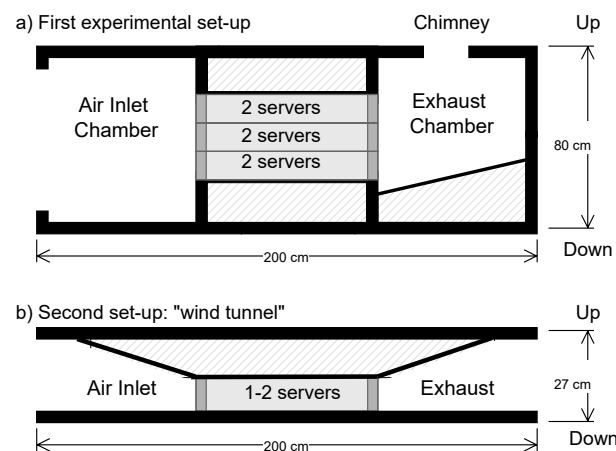 a) First experimental set-up
Chimney
Up
Air Inlet
Chamber
2 servers
2 servers
2 servers
Exhaust
Chamber
80 cm
200 cm
Down
b) Second set-up: "wind tunnel"
Up
Air Inlet
1-2 servers
Exhaust
27 cm
200 cm
Down